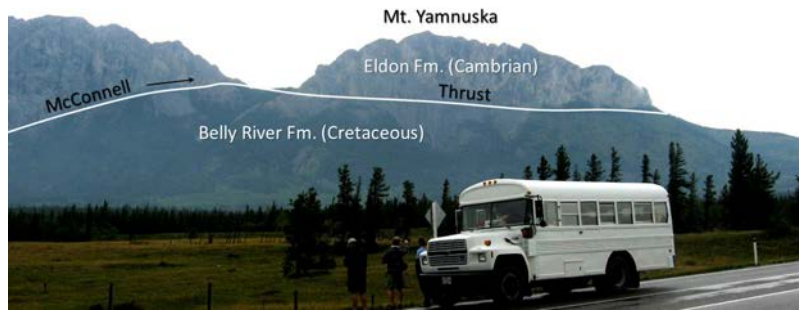 Mt. Yamnuska
Eldon Fm. (Cambrian)
McConnell
Thrust
Belly River Fm. (Cretaceous)